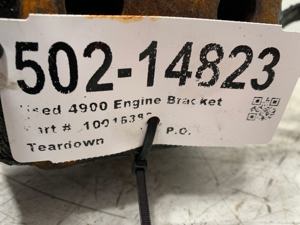 502-14823
Used 4900 Engine Bracket
Part # P.O.
Teardown